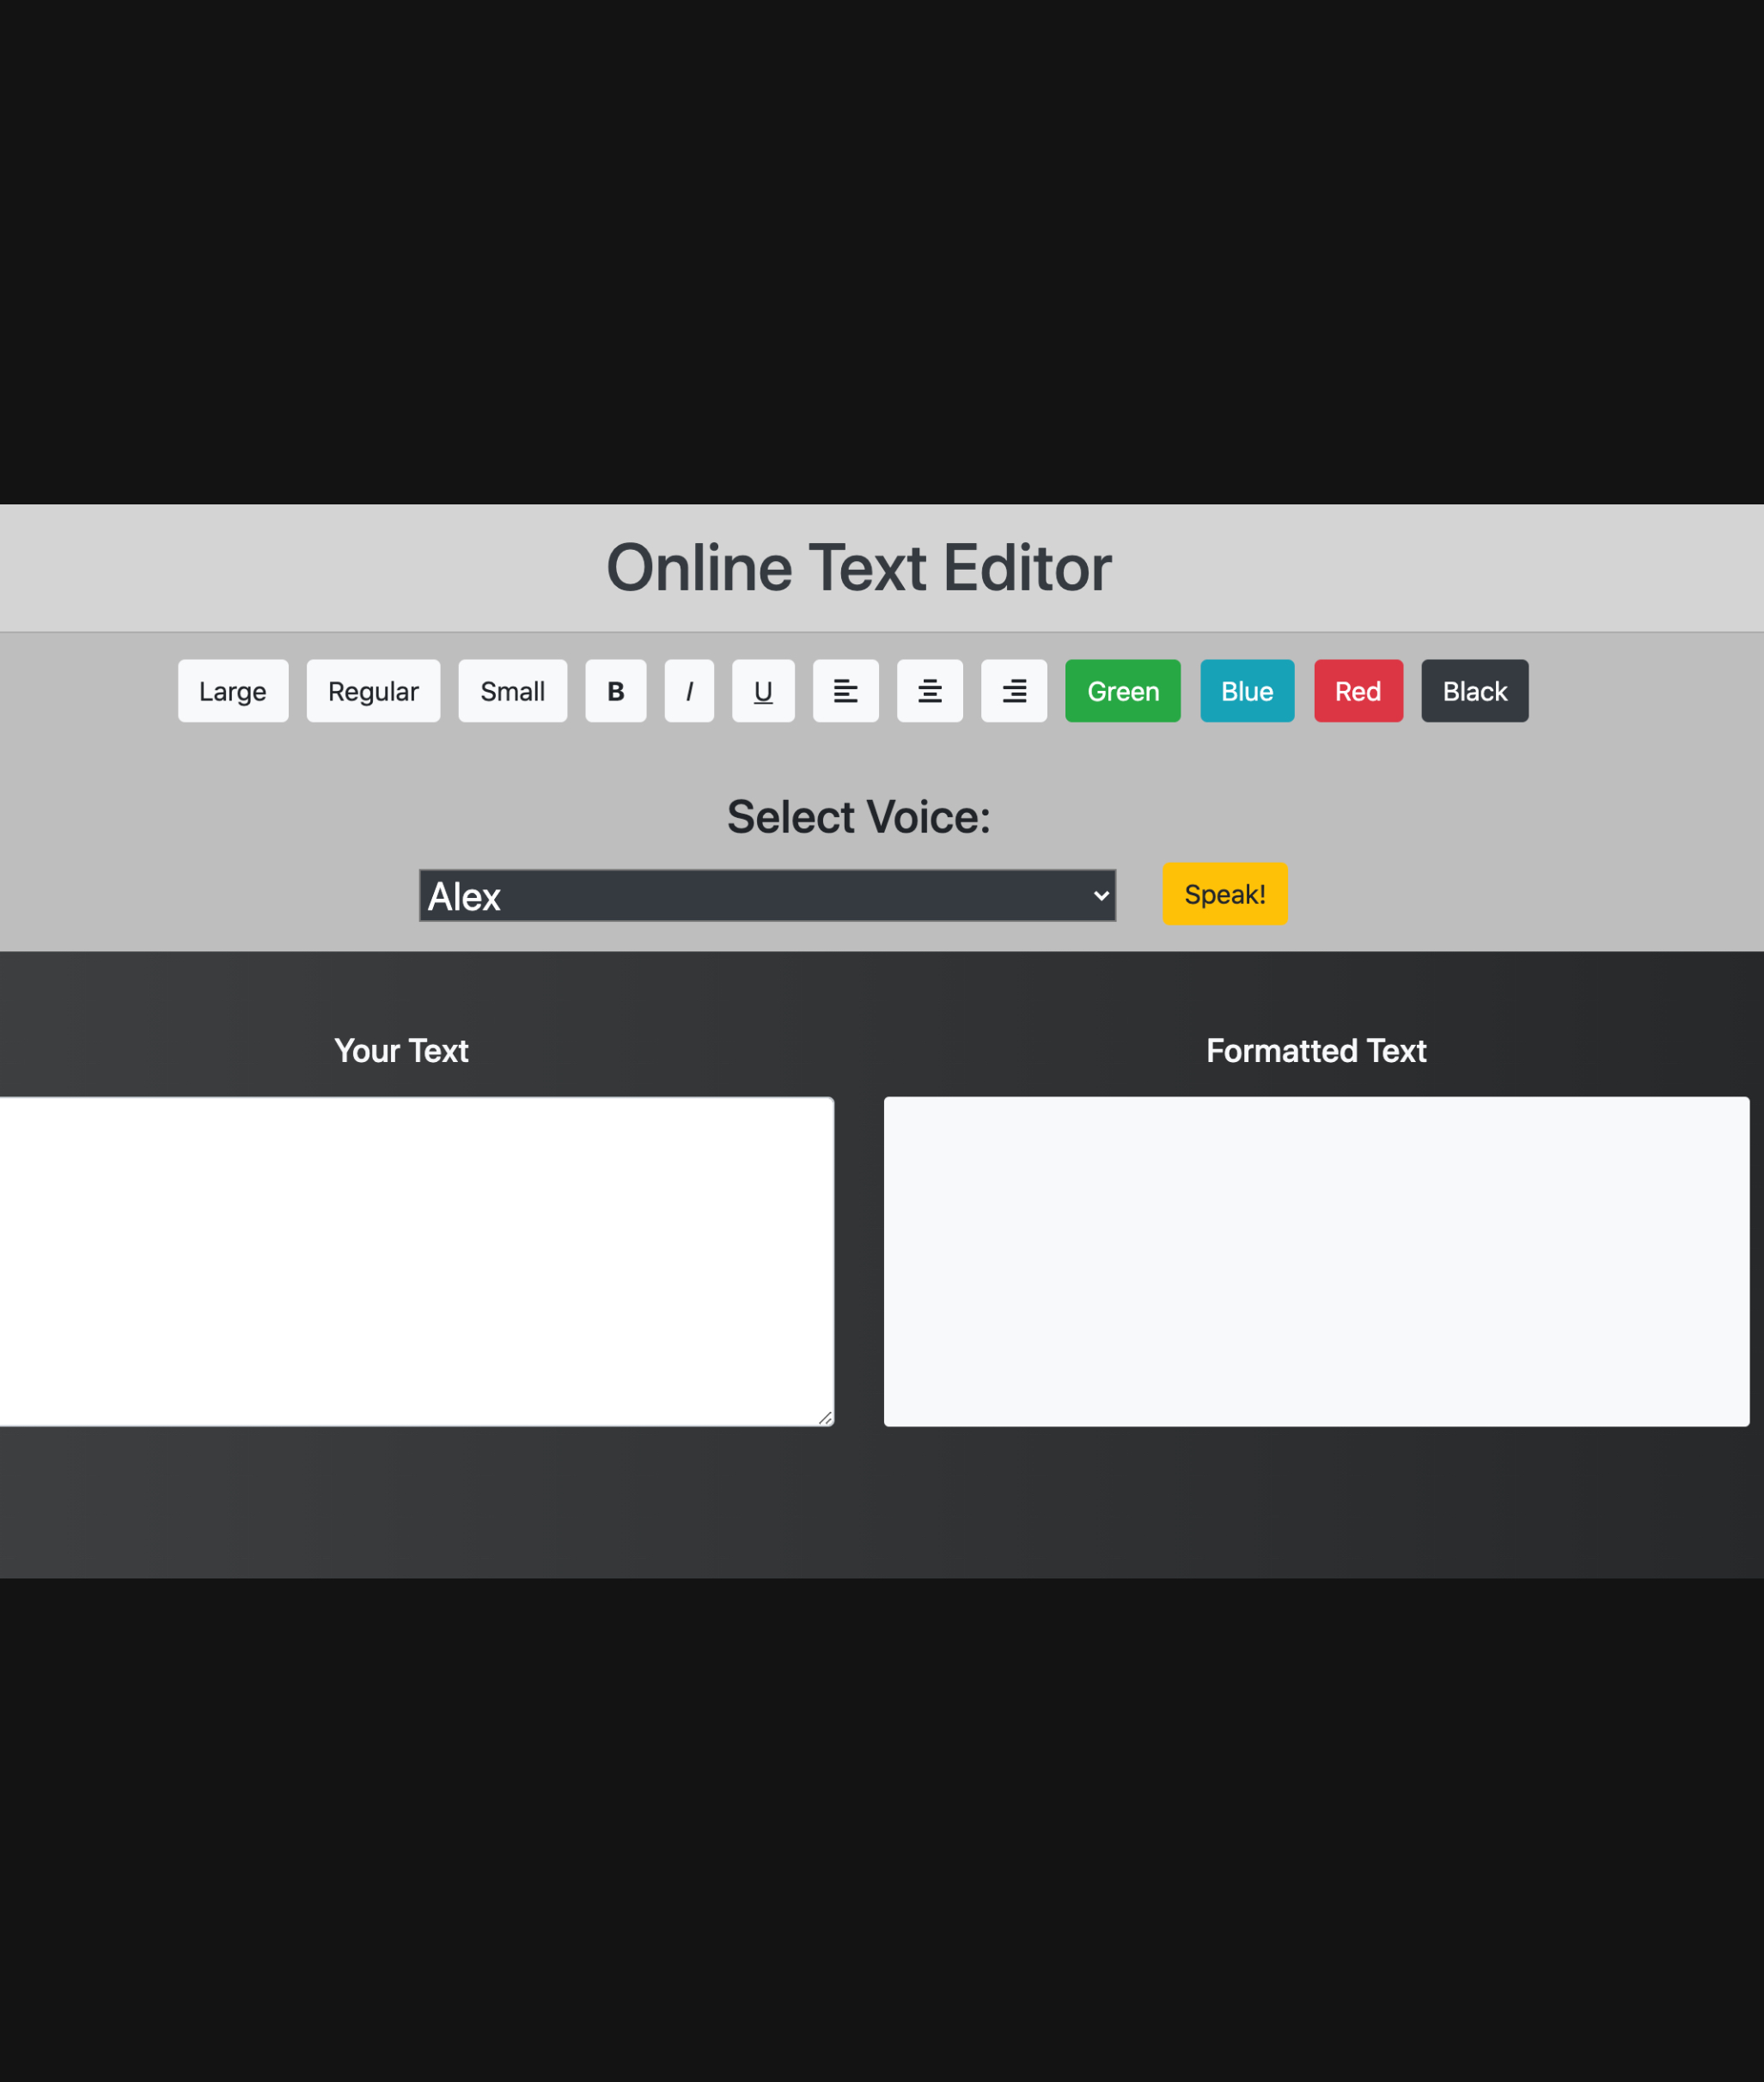 Online Text Editor
Large Regular Small B I U Green Blue Red Black
Select Voice:
Alex Speak!
Your Text Formatted Text